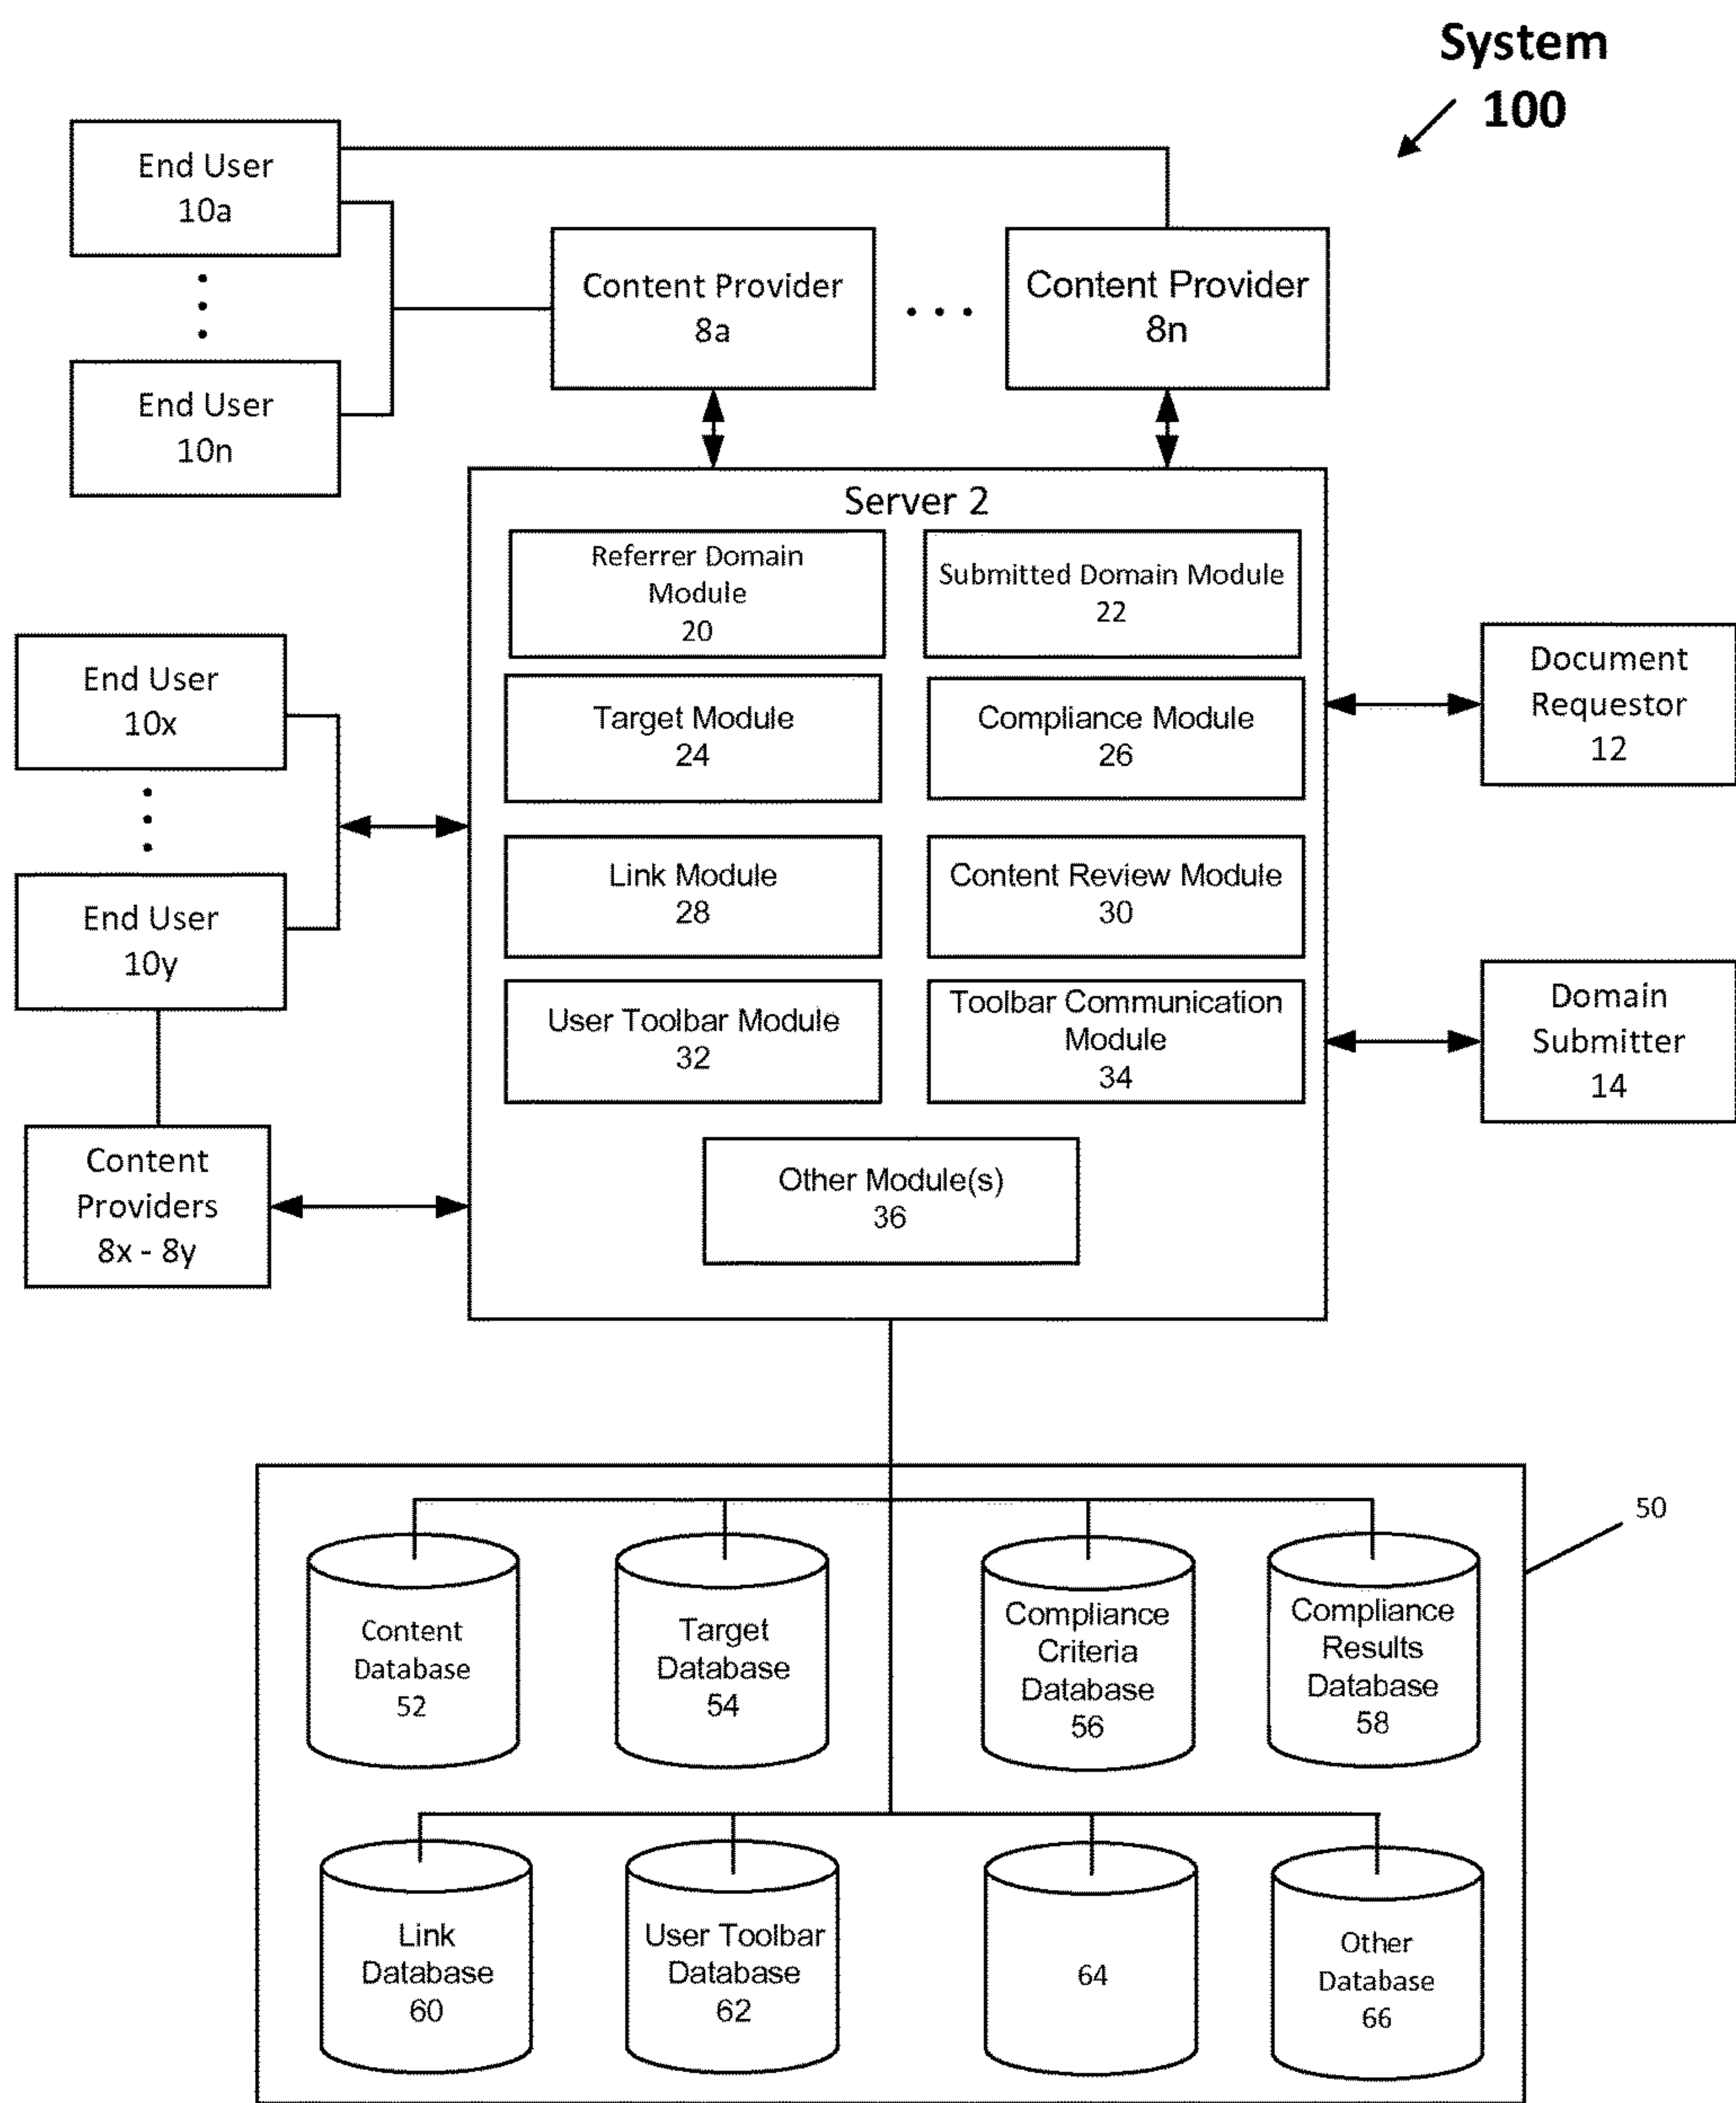 System
100
End User
10a
End User
10n
Content Provider
8a
Content Provider
8n
Server 2
Referrer Domain
Module
20
Submitted Domain Module
22
Target Module
24
Compliance Module
26
Link Module
28
Content Review Module
30
User Toolbar Module
32
Toolbar Communication
Module
34
Other Module(s)
36
End User
10x
End User
10y
Content
Providers
8x - 8y
Document
Requestor
12
Domain
Submitter
14
50
Content
Database
52
Target
Database
54
Compliance
Criteria
Database
56
Compliance
Results
Database
58
Link
Database
60
User Toolbar
Database
62
64
Other
Database
66